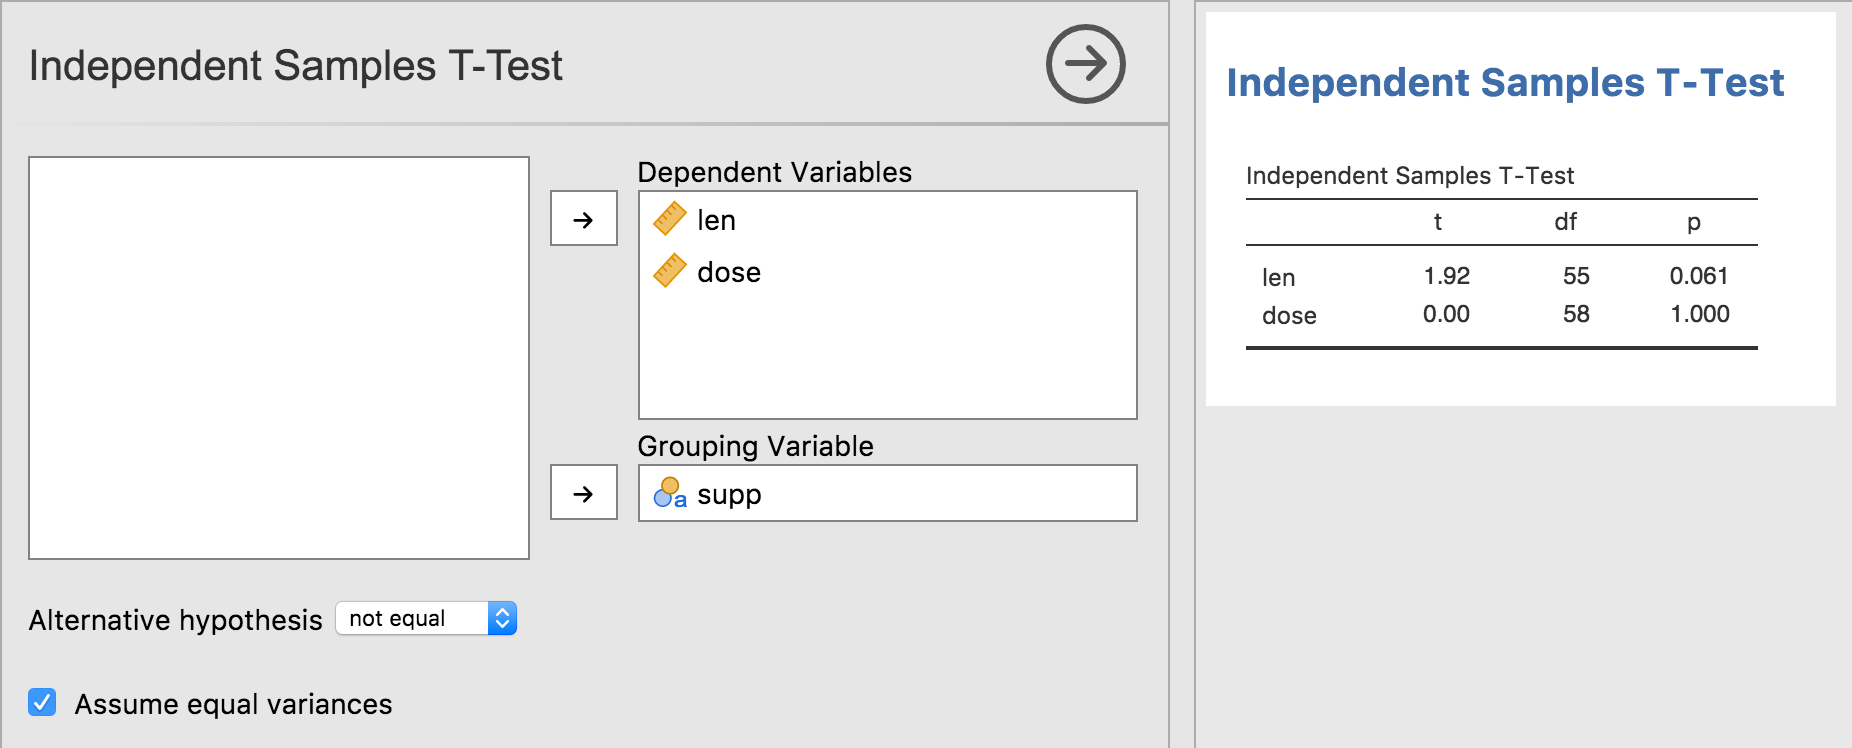 Independent Samples T-Test
Dependent Variables
len
dose
Grouping Variable
a supp
Alternative hypothesis not equal
Assume equal variances
Independent Samples T-Test
Independent Samples T-Test
t df p
len 1.92 55 0.061
dose 0.00 58 1.000